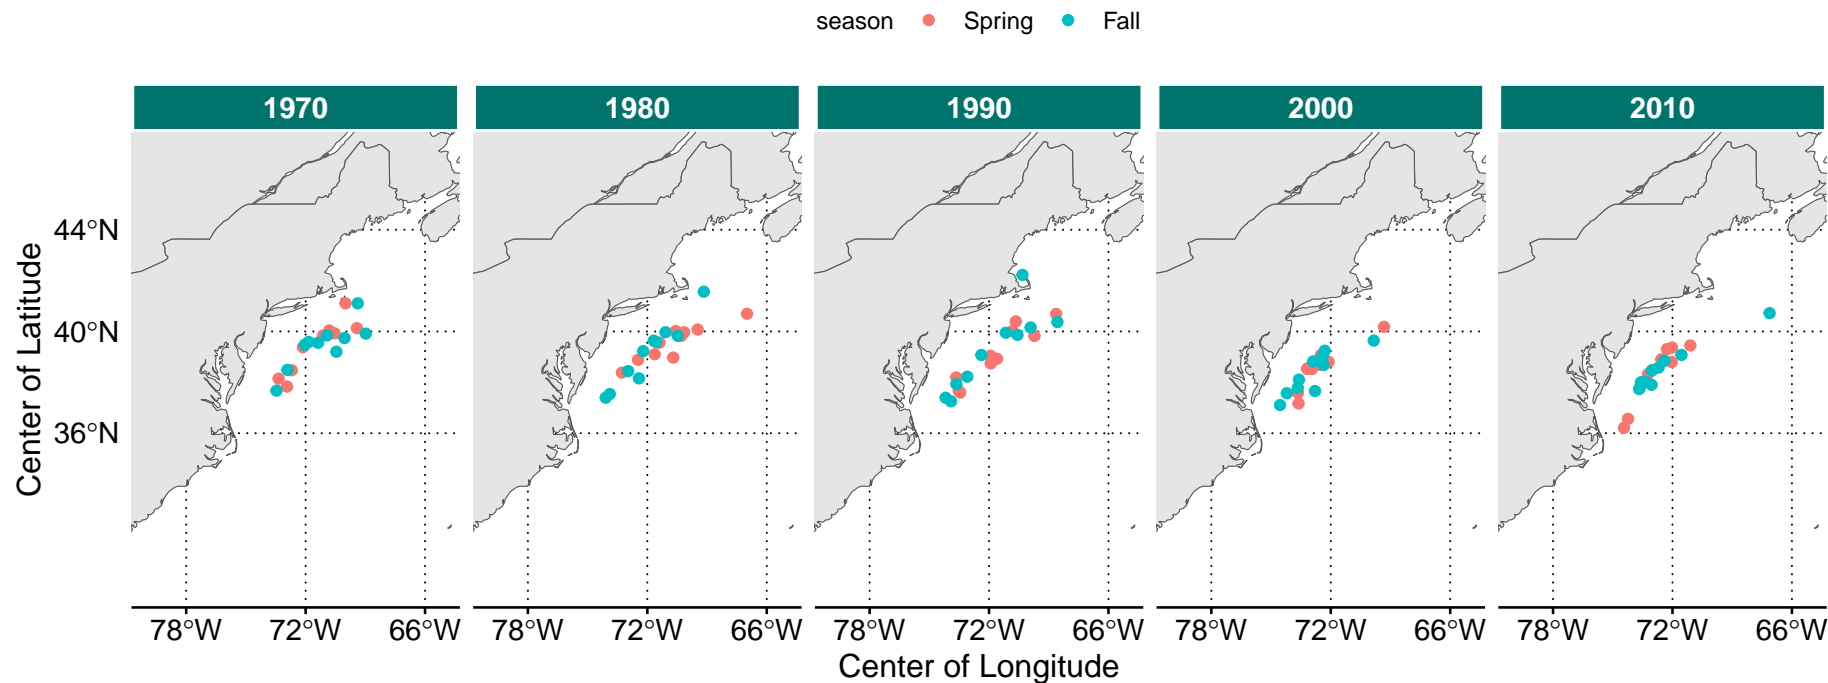 season Spring Fall
1970 1980 1990 2000 2010
44°N
40°N
36°N
Center of Latitude
78°W 72°W 66°W 78°W 72°W 66°W 78°W 72°W 66°W 78°W 72°W 66°W 78°W 72°W 66°W
Center of Longitude